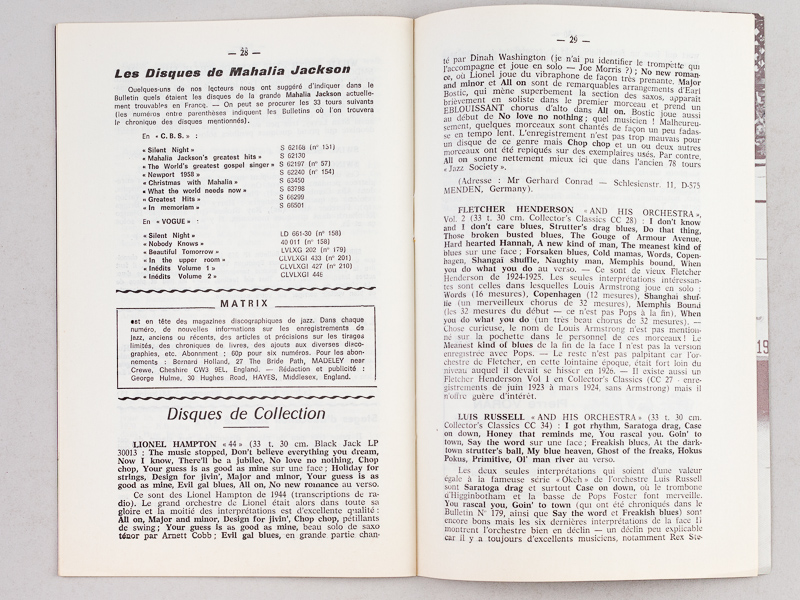 — 28 —
Les Disques de Mahalia Jackson
Quelques-uns de nos lecteurs nous ont suggéré d'indiquer dans le
Bulletin quels étaient les disques de la grande Mahalia Jackson actuelle-
ment trouvables en France. — On peut se procurer les 33 tours suivants
(les numéros entre parenthèses indiquent les Bulletins où l'on trouvera
le chronique des disques mentionnés).
En « C.B.S. » :
« Silent Night » S 62168 (n° 131)
« Mahalia Jackson's greatest hits » S 62170
« The World's greatest gospel singer » S 62197 (n° 57)
« Newport 1958 » S 62240 (n° 154)
« Christmas with Mahalia » S 63450
« What the world needs now » S 63798
« Greatest Hits » S 66299
« In memoriam » S 66501
En « VOGUE » :
« Silent Night » LD 661-30 (n° 158)
« Nobody Knows » 40 011 (n° 158)
« Beautiful Tomorrow » LVLXG 202 (n° 179)
« In the upper room » CLVLXGI 433 (n° 201)
« Inédits Volume 1 » CLVLXGI 427 (n° 210)
« Inédits Volume 2 » CLVLXGI 448
MATRIX
est en tête des magazines discographiques de jazz. Dans chaque
numéro, de nouvelles informations sur les enregistrements de
jazz, anciens ou récents, des articles et précisions sur les tirages
limités, des chroniques de livres, des ajouts aux diverses disco-
graphies, etc. Abonnment : 60p pour six numéros. Pour les abon-
nements : Bernard Holland, 27 The Bride Path, MADELEY near
Crewe, Cheshire CW3 9EL, England. — Rédaction et publicité :
George Hulme, 30 Hughes Road, HAYES, Middlesex, England.
Disques de Collection
LIONEL HAMPTON « 44 » (33 t. 30 cm. Black Jack LP
30013 : The music stopped, Don't believe everything you dream,
Now I know, There'll be a jubilee, No love no nothing, Chop
chop, Your guess is as good as mine sur une face ; Holiday for
strings, Design for jivin', Major and minor, Your guess is as
good as mine, Evil gal blues, All on, No new romance au verso.
Ce sont des Lionel Hampton de 1944 (transcriptions de ra-
dio). Le grand orchestre de Lionel était alors dans toute sa
gloire et la moitié des interprétations est d'excellente qualité :
All on, Major and minor, Design for jivin', Chop chop, pétillants
de swing ; Your guess is as good as mine, beau solo de saxo
ténor par Arnett Cobb ; Evil gal blues, en grande partie chan-
— 29 —
té par Dinah Washington (je n'ai pu identifier le trompette qui
l'accompagne et joue en solo — Joe Morris ?) ; No new roman-
ce, où Lionel joue du vibraphone de façon très prenante. Major
and minor et All on sont de remarquables arrangements d'Earl
Bostic, qui mène superbement la section des saxos, apparaît
brièvement en soliste dans le premier morceau et prend un
EBLOUISSANT chorus d'alto dans All on. Bostic joue aussi
au début de No love no nothing ; quel musicien ! Malheureu-
sement, quelques morceaux sont chantés de façon un peu fadas-
se en tempo lent. L'enregistrement n'est pas trop mauvais pour
un disque de ce genre mais Chop chop et un ou deux autres
morceaux ont été repiqués sur des exemplaires usés. Par contre,
All on sonne nettement mieux ici que dans l'ancien 78 tours
« Jazz Society ».
(Adresse : Mr Gerhard Conrad — Schlesienstr. 11, D-575
MENDEN, Germany).
FLETCHER HENDERSON « AND HIS ORCHESTRA »,
Vol. 2 (33 t. 30 cm. Collector's Classics CC 28) : I don't know
and I don't care blues, Strutter's drag blues, Do that thing,
Those broken busted blues, The Gouge of Armour Avenue,
Hard hearted Hannah, A new kind of man, The meanest kind of
blues sur une face ; Forsaken blues, Cold mamas, Words, Copen-
hagen, Shangai shuffle, Naughty man, Memphis bound, When
you do what you do au verso. — Ce sont de vieux Fletcher
Henderson de 1924-1925. Les seules interprétations intéressan-
tes sont celles dans lesquelles Louis Armstrong joue en solo :
Words (16 mesures), Copenhagen (12 mesures), Shanghai shuf-
fle (un merveilleux chorus de 32 mesures), Memphis Bound
(les 32 mesures du début — ce n'est pas Pops à la fin), When
you do what you do (un très beau chorus de 32 mesures). —
Chose curieuse, le nom de Louis Armstrong n'est pas mention-
né sur la pochette dans le personnel de ces morceaux ! Le
Meanest kind of blues de la fin de la face 1 n'est pas la version
enregistrée avec Pops. — Le reste n'est pas palpitant car l'or-
chestre de Fletcher, en cette lointaine époque, était fort loin du
niveau auquel il devait se hisser en 1926. — Il existe aussi un
Fletcher Henderson Vol 1 en Collector's Classics (CC 27 - enre-
gistrements de juin 1923 à mars 1924, sans Armstrong) mais il
n'offre guère d'intérêt.
LUIS RUSSELL « AND HIS ORCHESTRA » (33 t. 30 cm.
Collector's Classics CC 34) : I got rhythm, Saratoga drag, Case
on down, Honey that reminds me, You rascal you, Goin' to
town, Say the word sur une face ; Freakish blues, At the dark-
town strutter's ball, My blue heaven, Ghost of the freaks, Hokus
Pokus, Primitive, Ol' man river au verso.
Les deux seules interprétations qui soient d'une valeur
égale à la fameuse série « Okeh » de l'orchestre Luis Russell
sont Saratoga drag et surtout Case on down, où le trombone
d'Higginbotham et la basse de Pops Foster font merveille.
You rascal you, Goin' to town (qui ont été chroniqués dans le
Bulletin N° 179, ainsi que Say the word et Freakish blues) sont
encore bons mais les six dernières interprétations de la face II
montrent l'orchestre bien en déclin — un déclin peu explicable
car il y a toujours d'excellents musiciens, notamment Rex Ste-
19